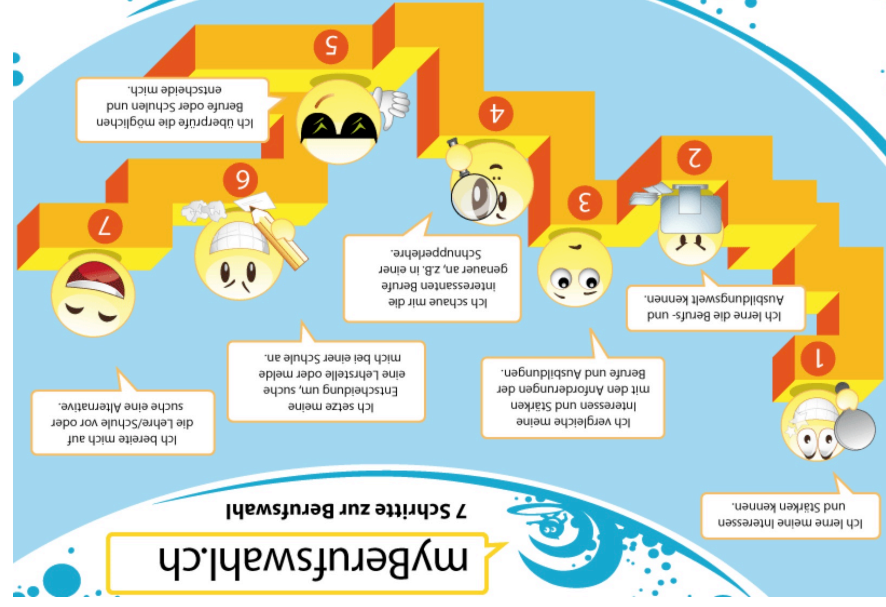 myBerufswahl.ch
7 Schritte zur Berufswahl
Ich lerne meine Interessen
und Stärken kennen.
1
Ich lerne die Berufs- und
Ausbildungswelt kennen.
2
Ich vergleiche meine
Interessen und Stärken
mit den Anforderungen der
Berufe und Ausbildungen.
3
Ich schaue mir die
interessanten Berufe
genauer an, z.B. in einer
Schnupperlehre.
4
Ich überprüfe die möglichen
Berufe oder Schulen und
entscheide mich.
5
Ich setze meine
Entscheidung um, suche
eine Lehrstelle oder melde
mich bei einer Schule an.
6
Ich bereite mich auf
die Lehre/Schule vor oder
suche eine Alternative.
7